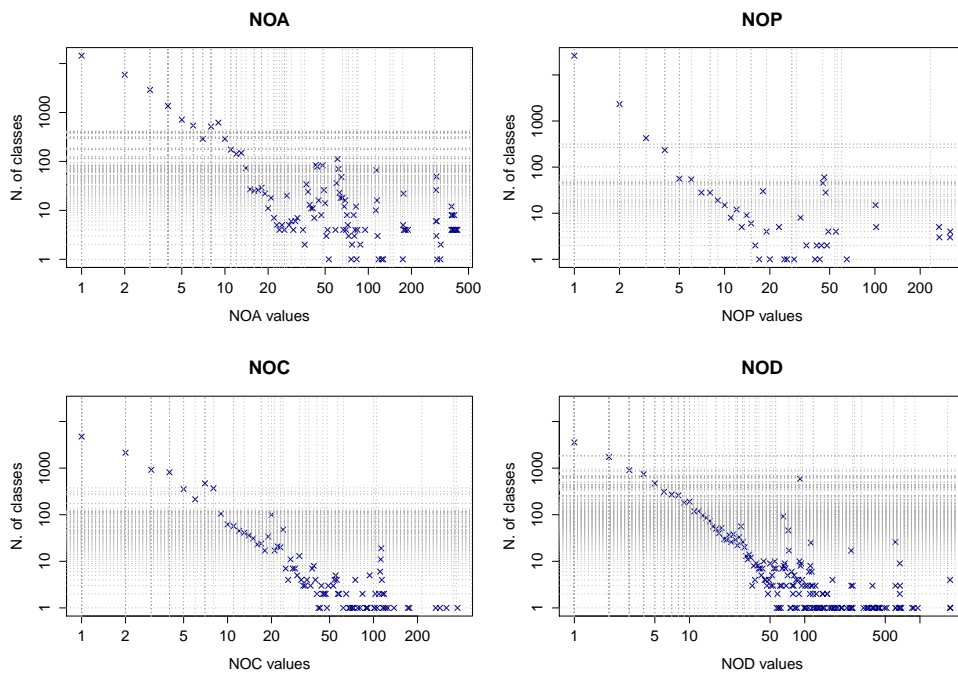 NOA
N. of classes
1 10 100 1000
1 2 5 10 20 50 100 200 500
NOA values
NOP
N. of classes
1 10 100 1000
1 2 5 10 20 50 100 200
NOP values
NOC
N. of classes
1 10 100 1000
1 2 5 10 20 50 100 200
NOC values
NOD
N. of classes
1 10 100 1000
1 5 10 50 100 500
NOD values